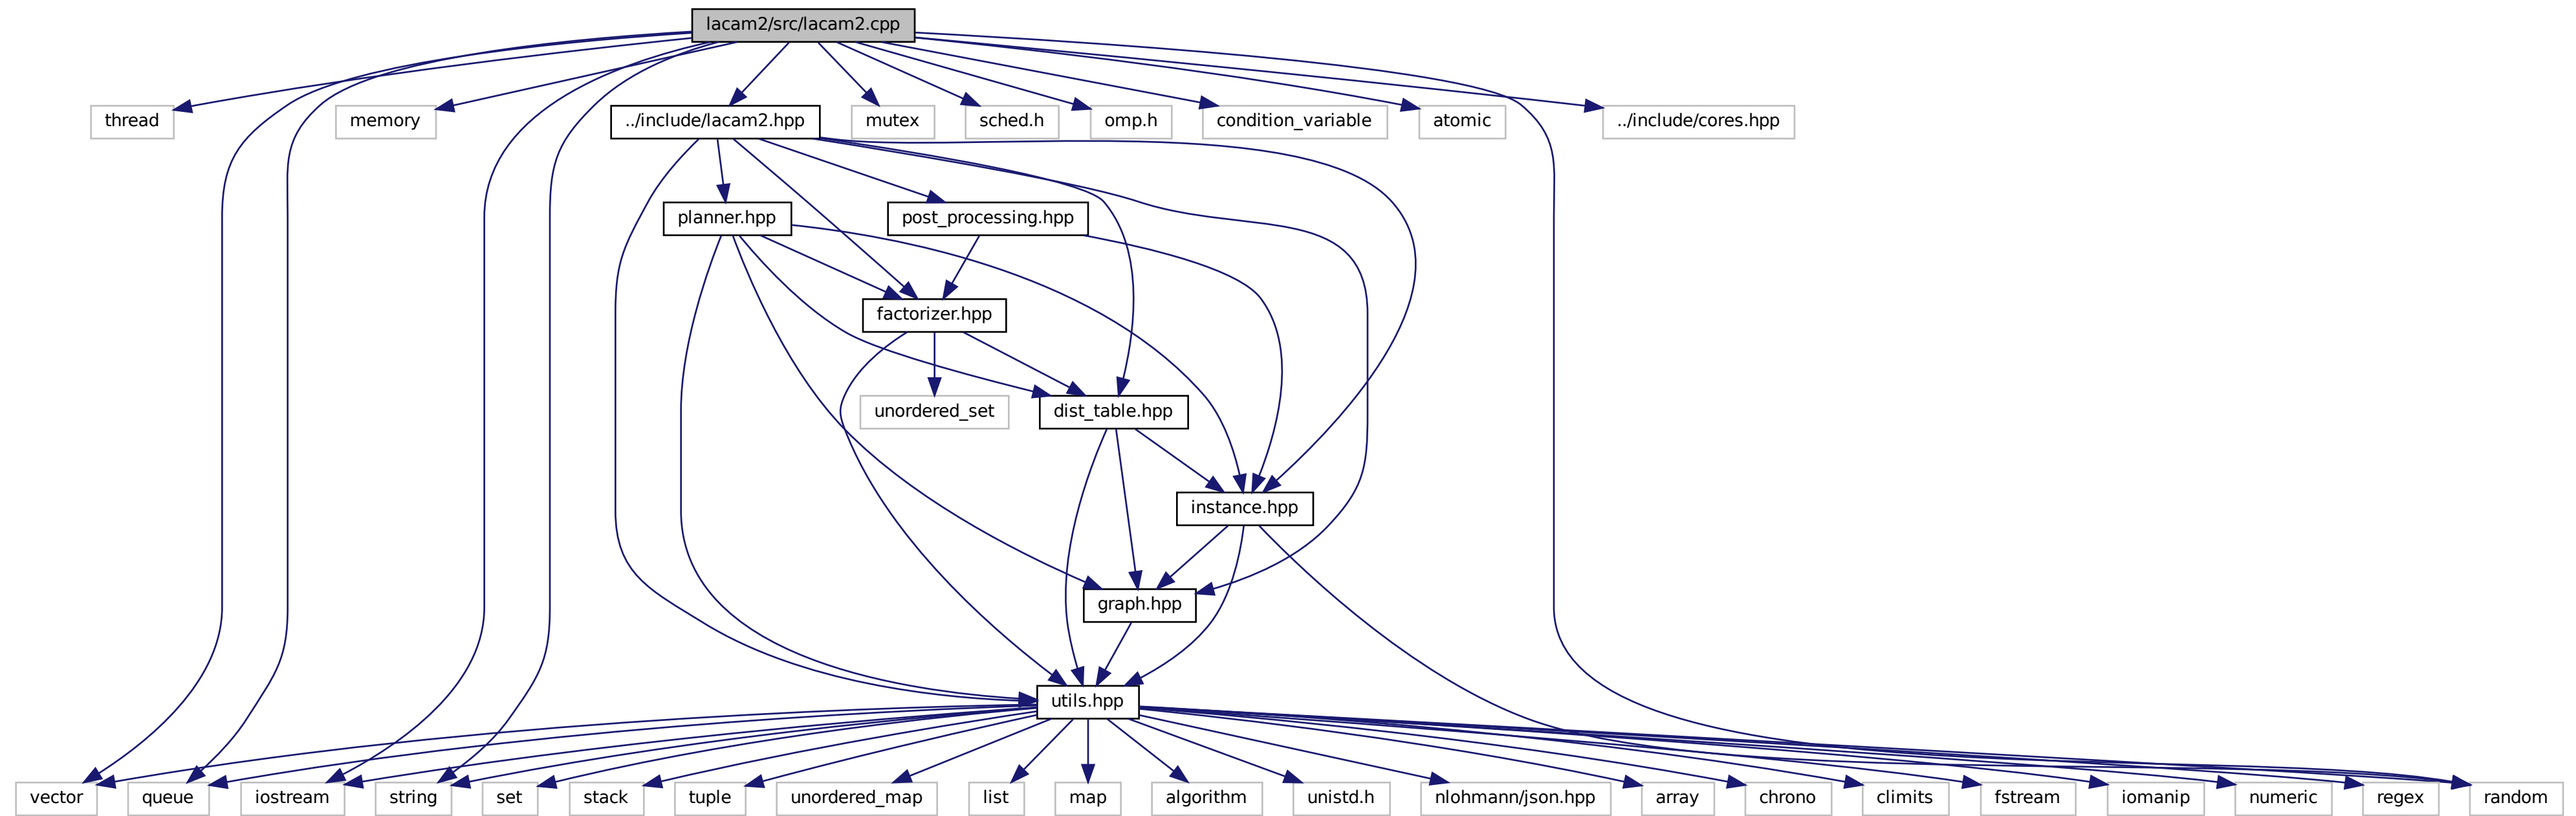 lacam2/src/lacam2.cpp
thread
memory
../include/lacam2.hpp
mutex
sched.h
omp.h
condition_variable
atomic
../include/cores.hpp
planner.hpp
post_processing.hpp
factorizer.hpp
unordered_set
dist_table.hpp
instance.hpp
graph.hpp
utils.hpp
vector
queue
iostream
string
set
stack
tuple
unordered_map
list
map
algorithm
unistd.h
nlohmann/json.hpp
array
chrono
climits
fstream
iomanip
numeric
regex
random